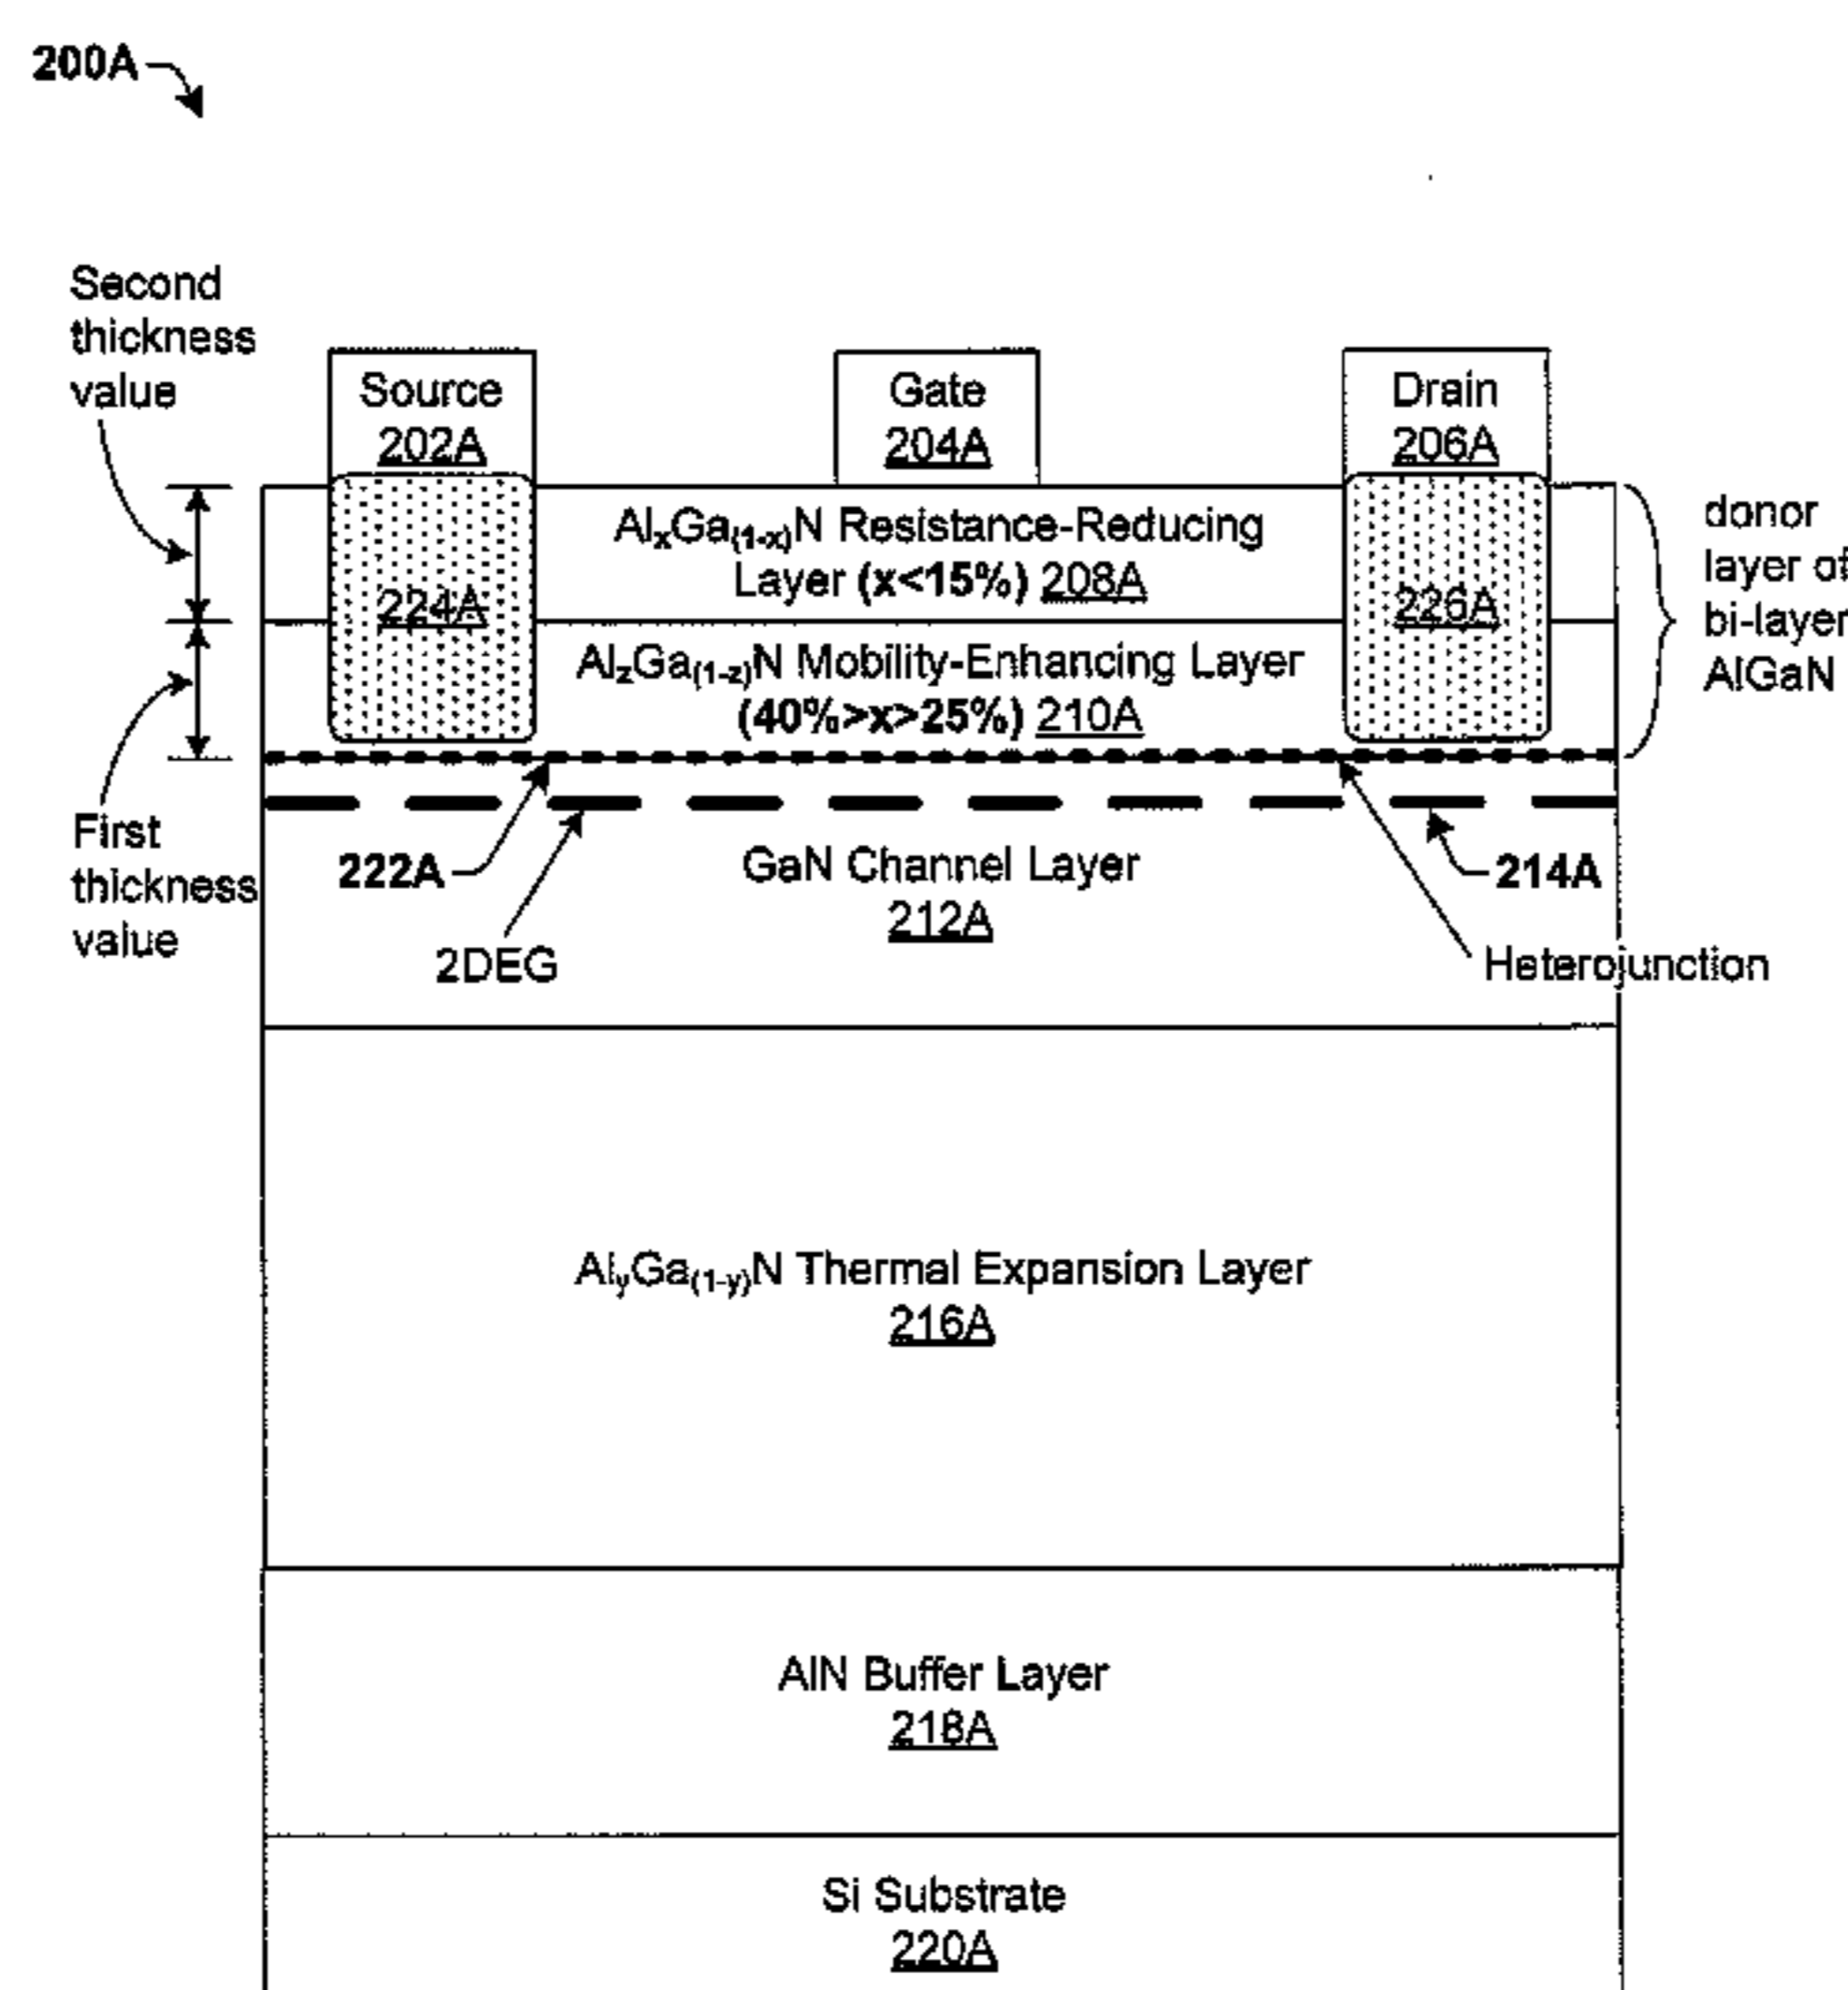 200A
Second
thickness
value
Source
202A
Gate
204A
Drain
206A
AlxGa(1-x)N Resistance-Reducing
Layer (x<15%) 208A
224A
226A
AlzGa(1-z)N Mobility-Enhancing Layer
(40%>x>25%) 210A
donor
layer of
bi-layer
AlGaN
First
thickness
value
222A
2DEG
GaN Channel Layer
212A
214A
Heterojunction
AlyGa(1-y)N Thermal Expansion Layer
216A
AlN Buffer Layer
218A
Si Substrate
220A